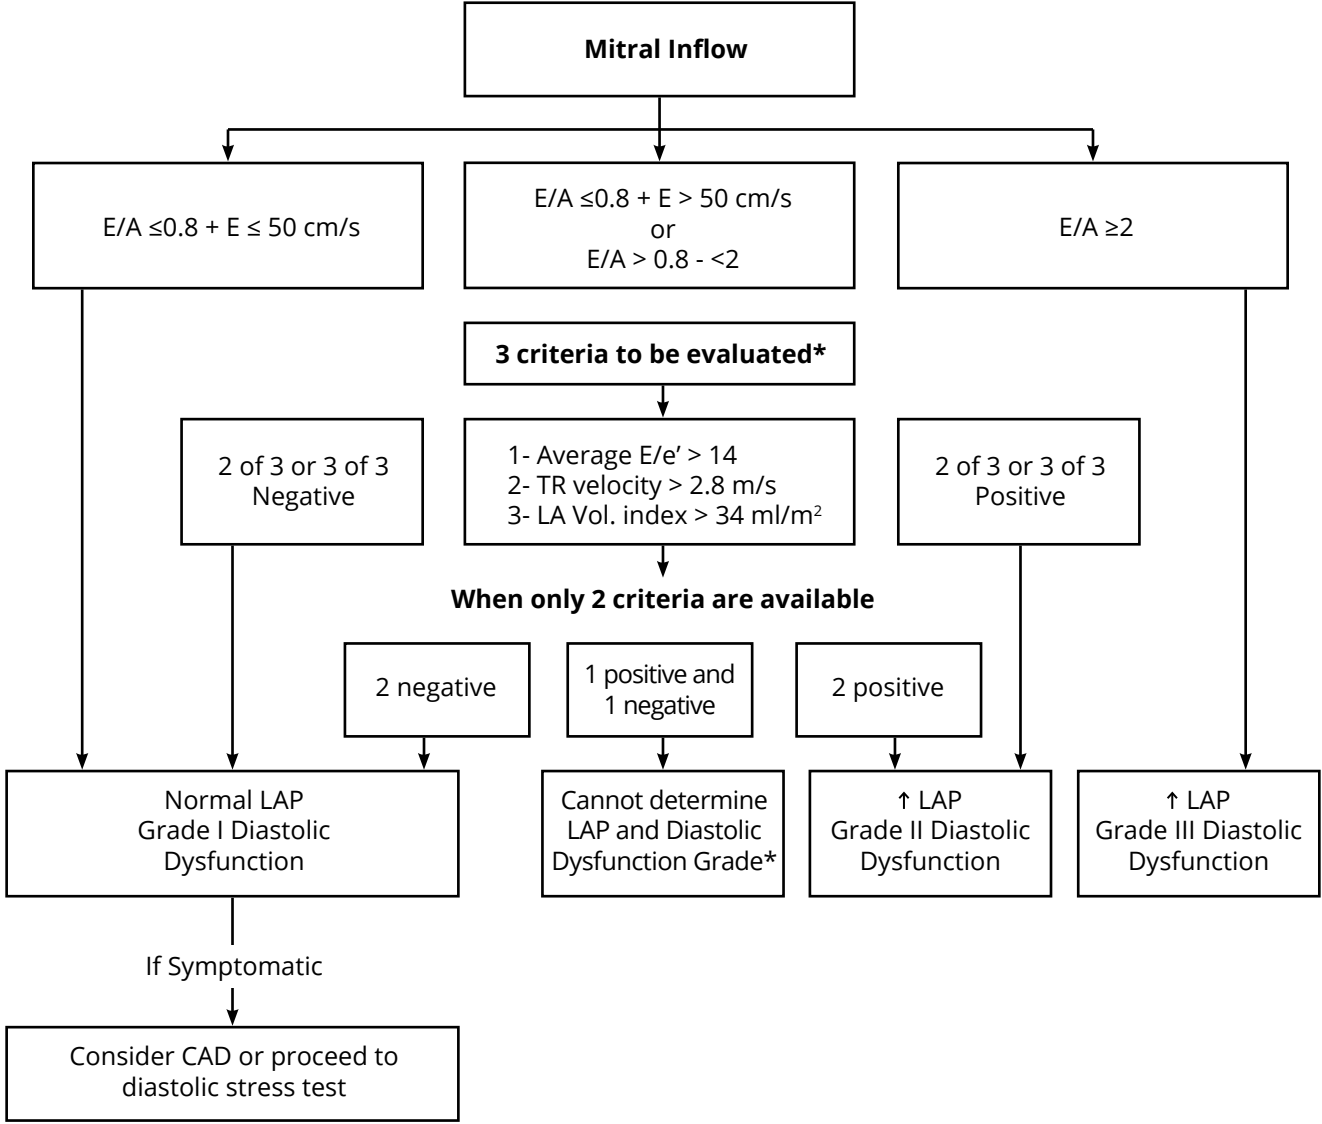 Mitral Inflow
E/A ≤0.8 + E ≤ 50 cm/s
E/A ≤0.8 + E > 50 cm/s
or
E/A > 0.8 - <2
E/A ≥2
3 criteria to be evaluated*
2 of 3 or 3 of 3
Negative
1- Average E/e’ > 14
2- TR velocity > 2.8 m/s
3- LA Vol. index > 34 ml/m²
2 of 3 or 3 of 3
Positive
When only 2 criteria are available
2 negative
1 positive and
1 negative
2 positive
Normal LAP
Grade I Diastolic
Dysfunction
Cannot determine
LAP and Diastolic
Dysfunction Grade*
↑ LAP
Grade II Diastolic
Dysfunction
↑ LAP
Grade III Diastolic
Dysfunction
If Symptomatic
Consider CAD or proceed to
diastolic stress test